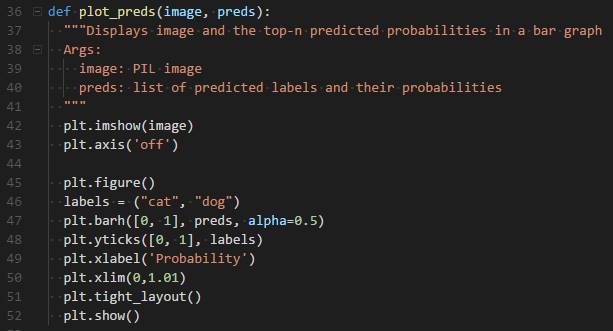 36 def plot_preds(image, preds):
37   """Displays image and the top-n predicted probabilities in a bar graph
38   Args:
39     image: PIL image
40     preds: list of predicted labels and their probabilities
41   """
42   plt.imshow(image)
43   plt.axis('off')
44
45   plt.figure()
46   labels = ("cat", "dog")
47   plt.barh([0, 1], preds, alpha=0.5)
48   plt.yticks([0, 1], labels)
49   plt.xlabel('Probability')
50   plt.xlim(0,1.01)
51   plt.tight_layout()
52   plt.show()